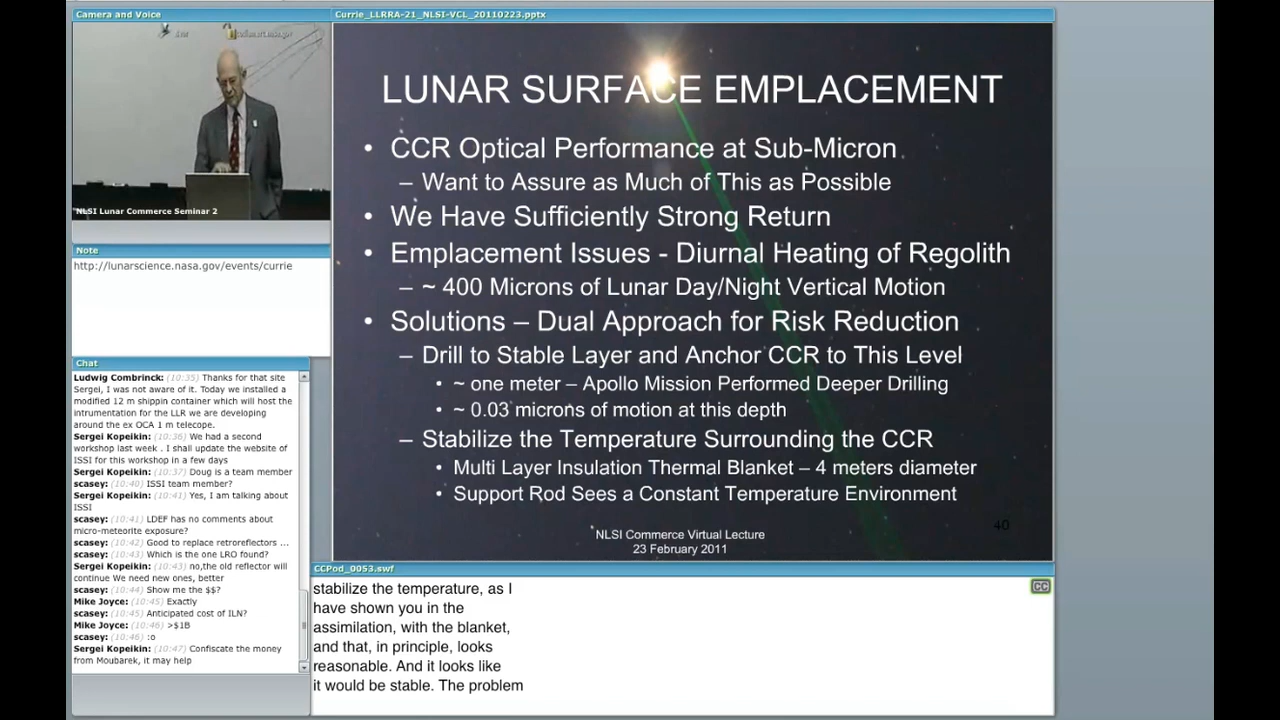 Camera and Voice
NLSI Lunar Commerce Seminar 2
Note
http://lunarscience.nasa.gov/events/currie
Chat
Ludwig Combrinck: (10:35) Thanks for that site
Sergei, I was not aware of it. Today we installed a
modified 12 m shippin container which will host the
intrumentation for the LLR we are developing
around the ex OCA 1 m telecope.
Sergei Kopeikin: (10:36) We had a second
workshop last week . I shall update the website of
ISSI for this workshop in a few days
Sergei Kopeikin: (10:37) Doug is a team member
scasey: (10:40) ISSI team member?
Sergei Kopeikin: (10:41) Yes, I am talking about
ISSI
scasey: (10:41) LDEF has no comments about
micro-meteorite exposure?
scasey: (10:42) Good to replace retroreflectors ...
scasey: (10:43) Which is the one LRO found?
Sergei Kopeikin: (10:43) no,the old reflector will
continue We need new ones, better
scasey: (10:44) Show me the $$?
Mike Joyce: (10:45) Exactly
scasey: (10:45) Anticipated cost of ILN?
Mike Joyce: (10:46) >$1B
scasey: (10:46) :o
Sergei Kopeikin: (10:47) Confiscate the money
from Moubarek, it may help
Currie_LLRRA-21_NLSI-VCL_20110223.pptx
LUNAR SURFACE EMPLACEMENT
• CCR Optical Performance at Sub-Micron
– Want to Assure as Much of This as Possible
• We Have Sufficiently Strong Return
• Emplacement Issues - Diurnal Heating of Regolith
– ~ 400 Microns of Lunar Day/Night Vertical Motion
• Solutions – Dual Approach for Risk Reduction
– Drill to Stable Layer and Anchor CCR to This Level
• ~ one meter – Apollo Mission Performed Deeper Drilling
• ~ 0.03 microns of motion at this depth
– Stabilize the Temperature Surrounding the CCR
• Multi Layer Insulation Thermal Blanket – 4 meters diameter
• Support Rod Sees a Constant Temperature Environment
40
NLSI Commerce Virtual Lecture
23 February 2011
CCPod_0053.swf
CC
stabilize the temperature, as I
have shown you in the
assimilation, with the blanket,
and that, in principle, looks
reasonable. And it looks like
it would be stable. The problem